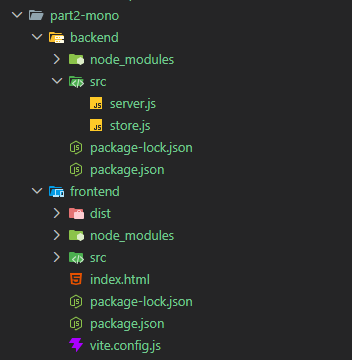 part2-mono
backend
node_modules
src
server.js
store.js
package-lock.json
package.json
frontend
dist
node_modules
src
index.html
package-lock.json
package.json
vite.config.js